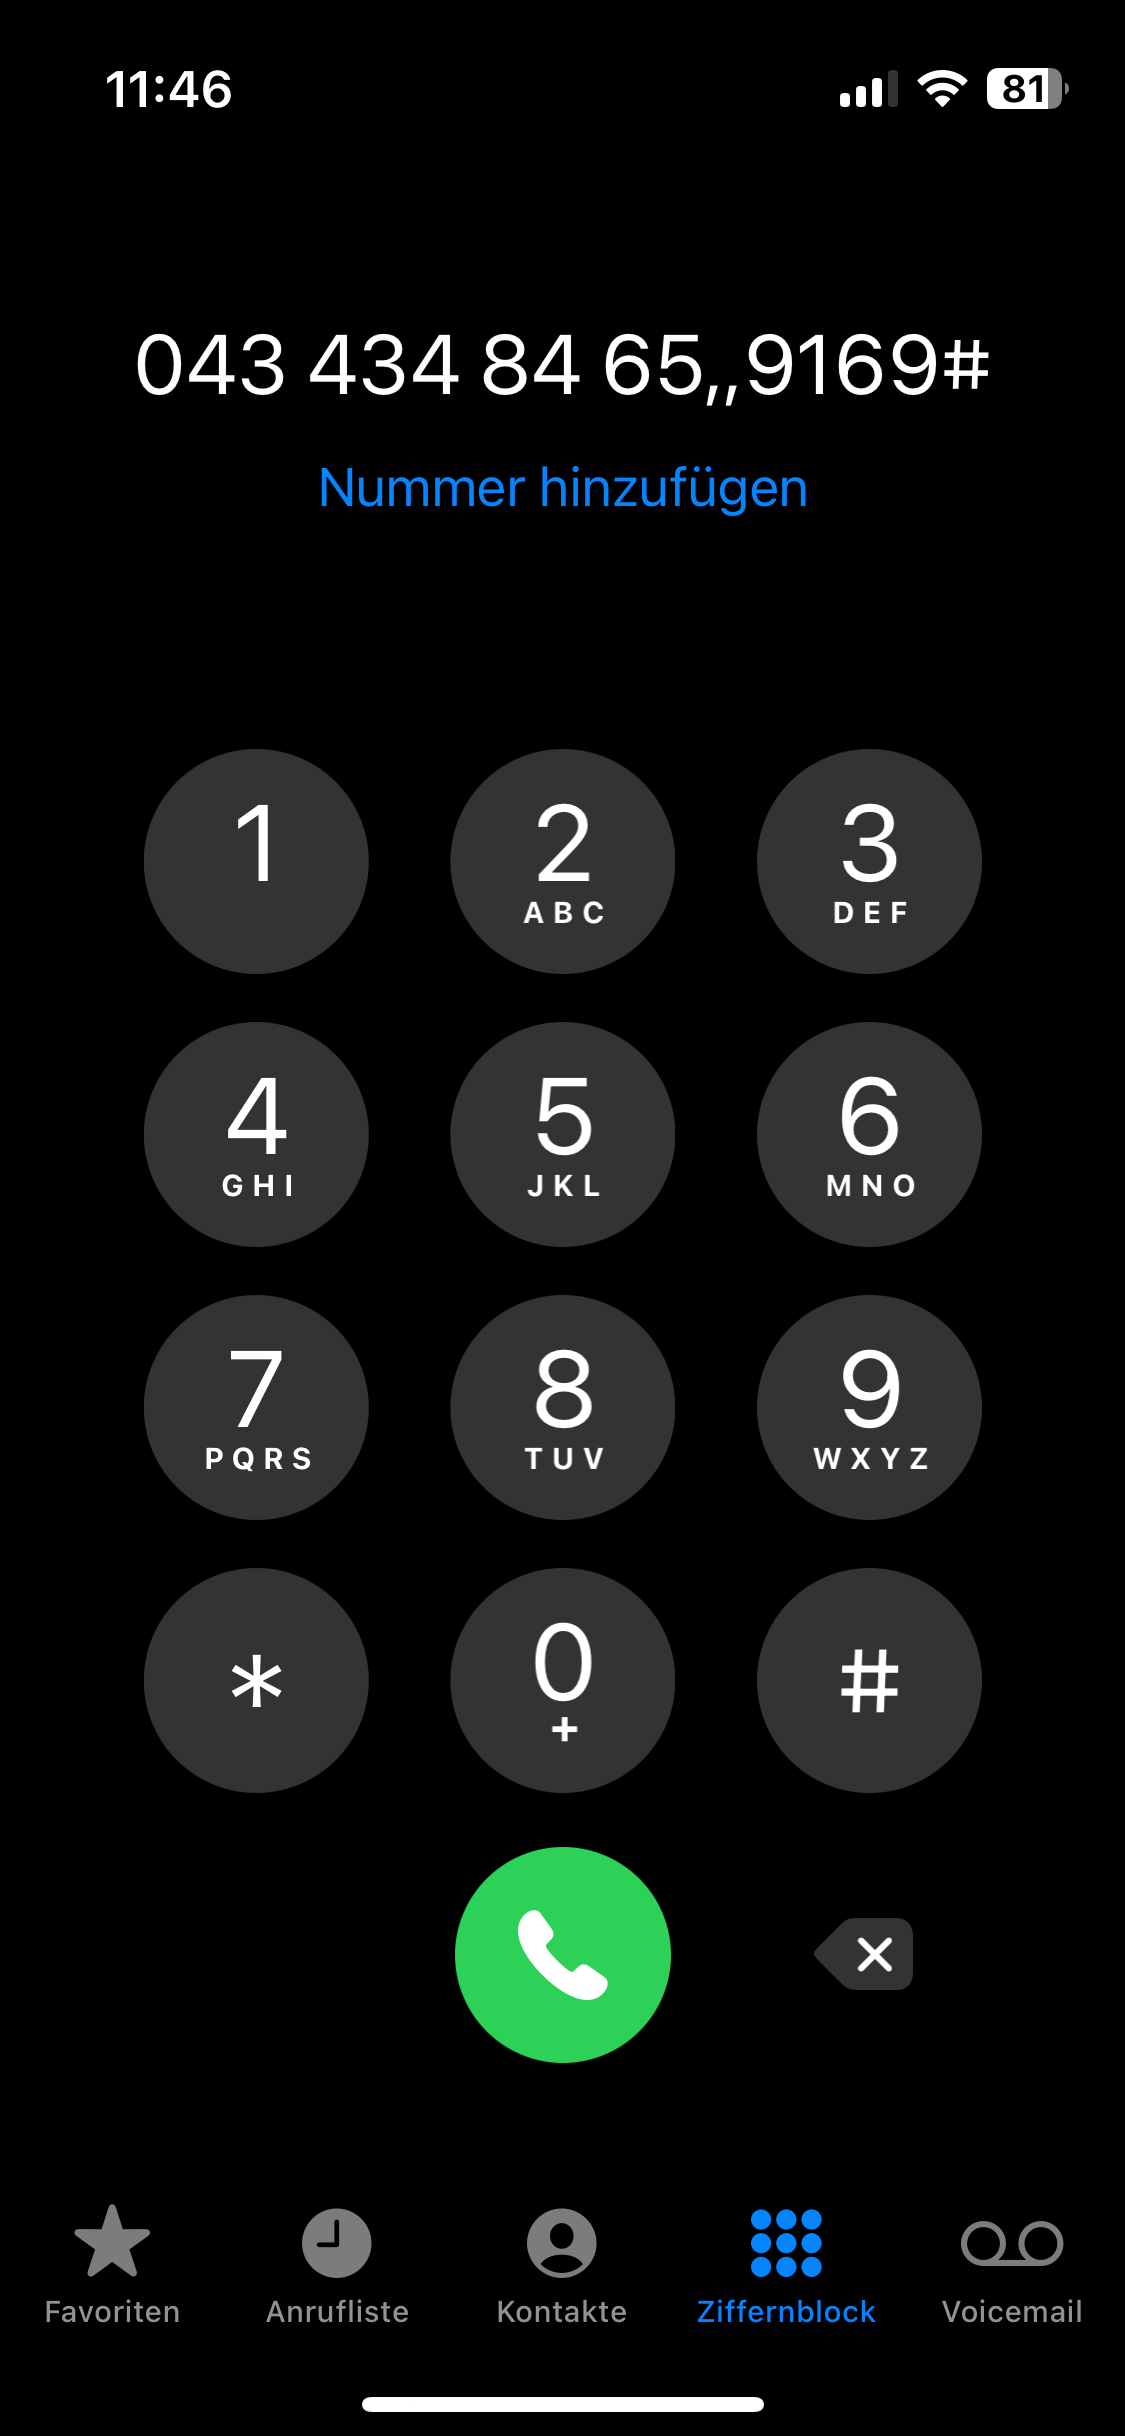 11:46
81
043 434 84 65,,9169#
Nummer hinzufügen
1
2
ABC
3
DEF
4
GHI
5
JKL
6
MNO
7
PQRS
8
TUV
9
WXYZ
*
0
+
#
Favoriten
Anrufliste
Kontakte
Ziffernblock
Voicemail